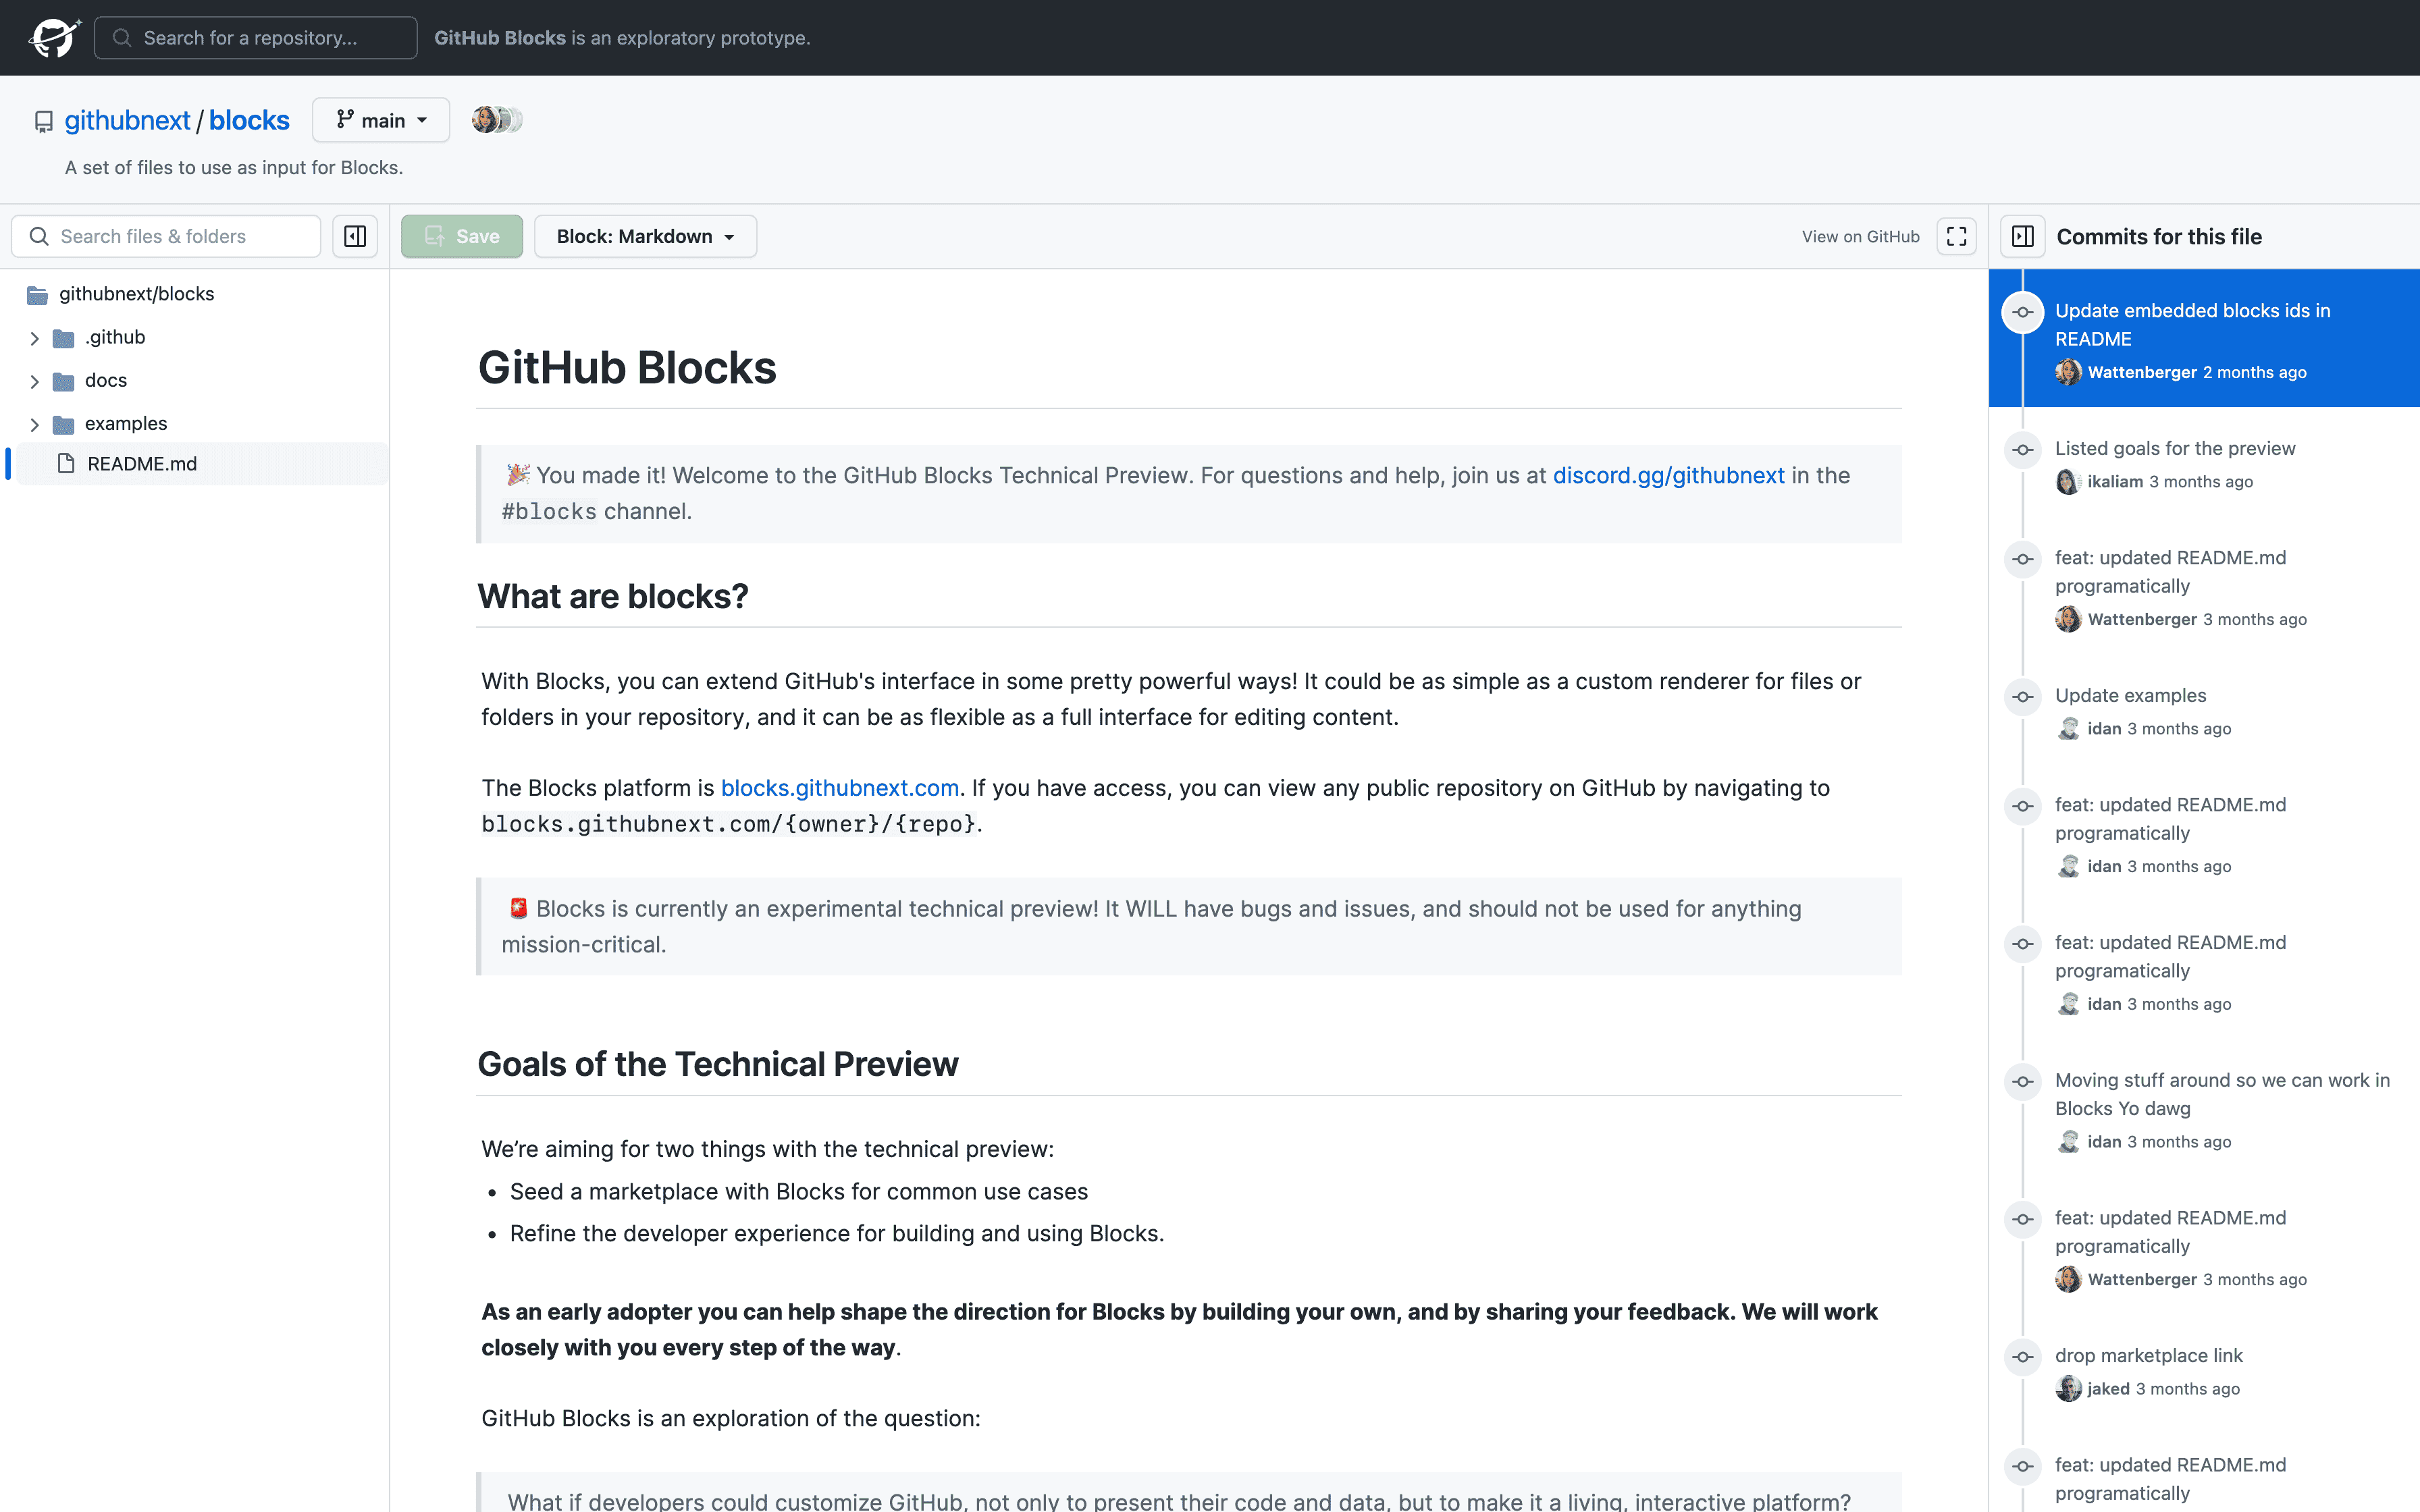 Search for a repository...
GitHub Blocks is an exploratory prototype.
githubnext / blocks
main
A set of files to use as input for Blocks.
Search files & folders
Save
Block: Markdown
View on GitHub
Commits for this file
githubnext/blocks
.github
docs
examples
README.md
GitHub Blocks
🎉 You made it! Welcome to the GitHub Blocks Technical Preview. For questions and help, join us at discord.gg/githubnext in the
#blocks channel.
What are blocks?
With Blocks, you can extend GitHub's interface in some pretty powerful ways! It could be as simple as a custom renderer for files or
folders in your repository, and it can be as flexible as a full interface for editing content.
The Blocks platform is blocks.githubnext.com. If you have access, you can view any public repository on GitHub by navigating to
blocks.githubnext.com/{owner}/{repo}.
🚨 Blocks is currently an experimental technical preview! It WILL have bugs and issues, and should not be used for anything
mission-critical.
Goals of the Technical Preview
We’re aiming for two things with the technical preview:
• Seed a marketplace with Blocks for common use cases
• Refine the developer experience for building and using Blocks.
As an early adopter you can help shape the direction for Blocks by building your own, and by sharing your feedback. We will work
closely with you every step of the way.
GitHub Blocks is an exploration of the question:
What if developers could customize GitHub, not only to present their code and data, but to make it a living, interactive platform?
Update embedded blocks ids in
README
Wattenberger 2 months ago
Listed goals for the preview
ikaliam 3 months ago
feat: updated README.md
programatically
Wattenberger 3 months ago
Update examples
idan 3 months ago
feat: updated README.md
programatically
idan 3 months ago
feat: updated README.md
programatically
idan 3 months ago
Moving stuff around so we can work in
Blocks Yo dawg
idan 3 months ago
feat: updated README.md
programatically
Wattenberger 3 months ago
drop marketplace link
jaked 3 months ago
feat: updated README.md
programatically